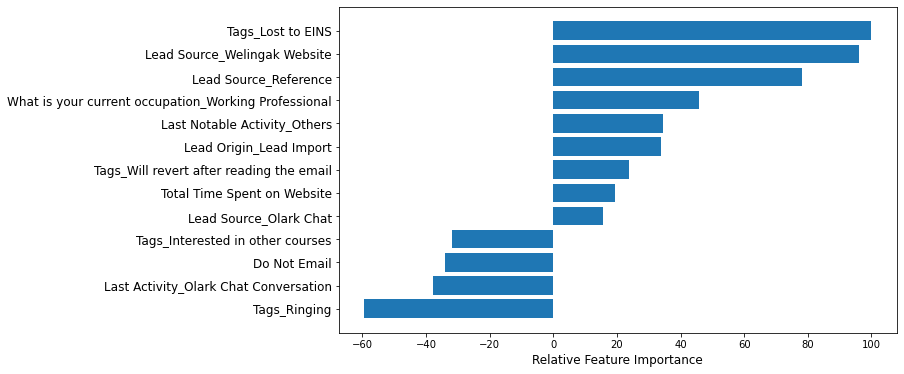 Tags_Lost to EINS
Lead Source_Welingak Website
Lead Source_Reference
What is your current occupation_Working Professional
Last Notable Activity_Others
Lead Origin_Lead Import
Tags_Will revert after reading the email
Total Time Spent on Website
Lead Source_Olark Chat
Tags_Interested in other courses
Do Not Email
Last Activity_Olark Chat Conversation
Tags_Ringing
−60 −40 −20 0 20 40 60 80 100
Relative Feature Importance